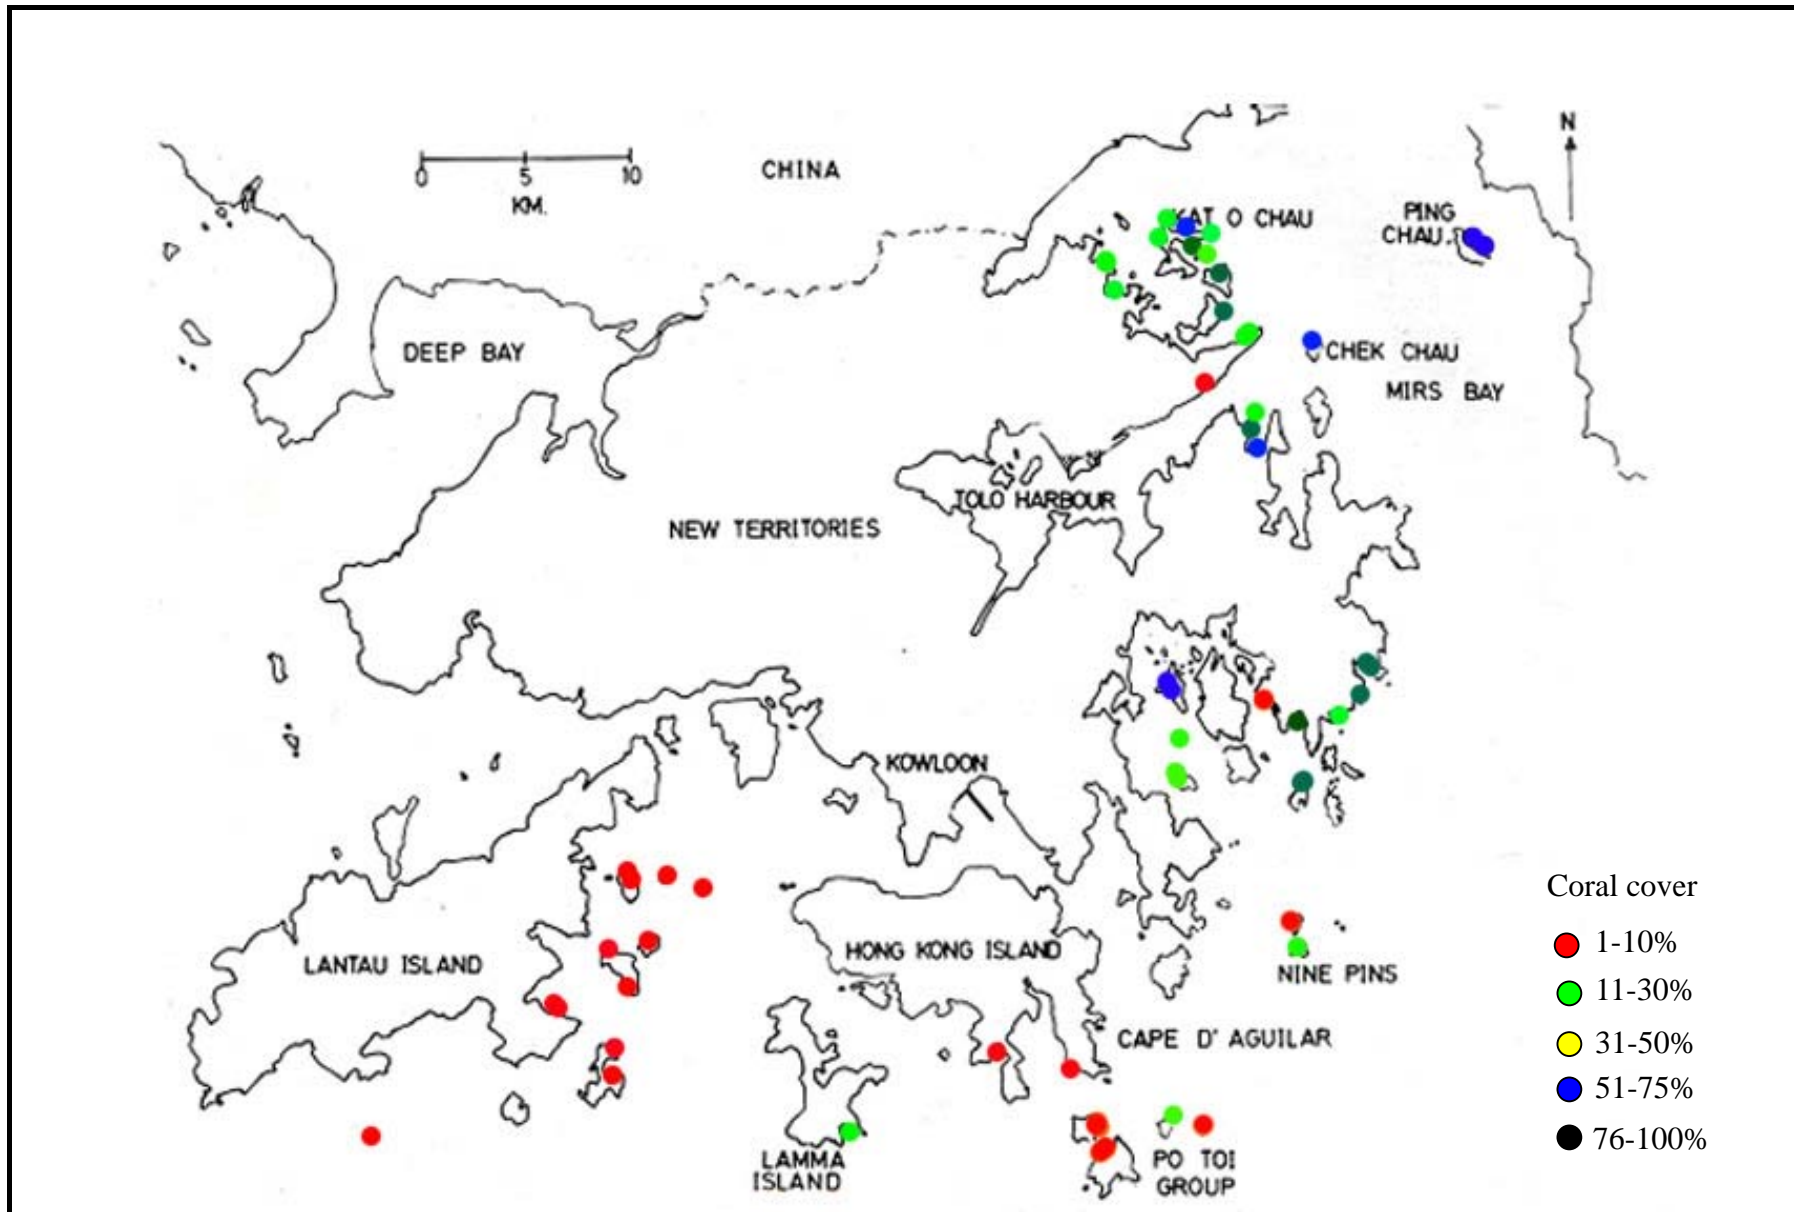 N
CHINA
0 5 10
KM.
KAT O CHAU
PING
CHAU
DEEP BAY
CHEK CHAU
MIRS BAY
TOLO HARBOUR
NEW TERRITORIES
KOWLOON
LANTAU ISLAND
HONG KONG ISLAND
NINE PINS
CAPE D' AGUILAR
LAMMA
ISLAND
PO TOI
GROUP
Coral cover
1-10%
11-30%
31-50%
51-75%
76-100%